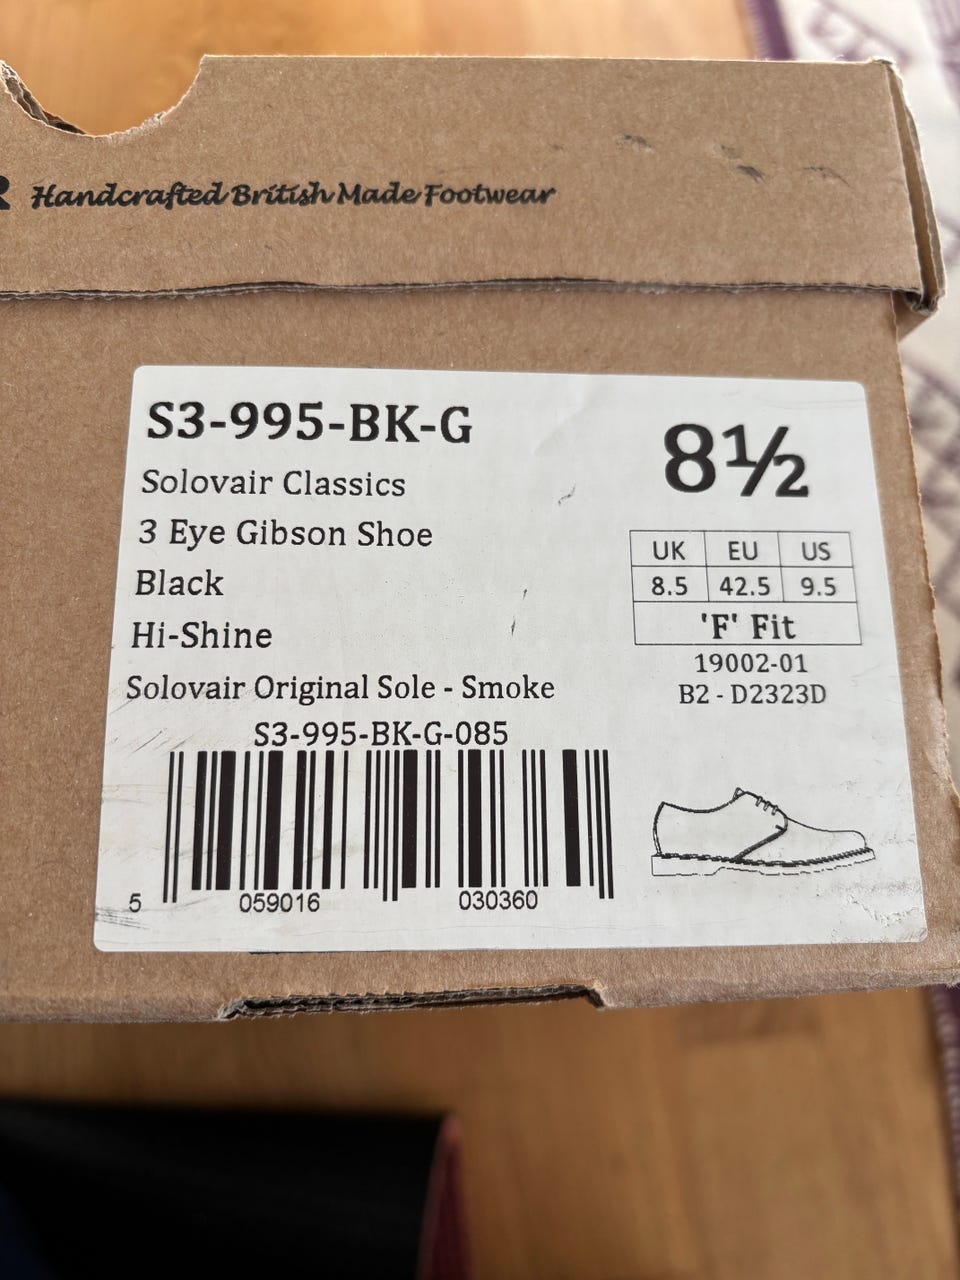 R Handcrafted British Made Footwear
S3-995-BK-G
8½
Solovair Classics
3 Eye Gibson Shoe
Black
Hi-Shine
Solovair Original Sole - Smoke
UK EU US
8.5 42.5 9.5
'F' Fit
19002-01
B2 - D2323D
S3-995-BK-G-085
5 059016 030360